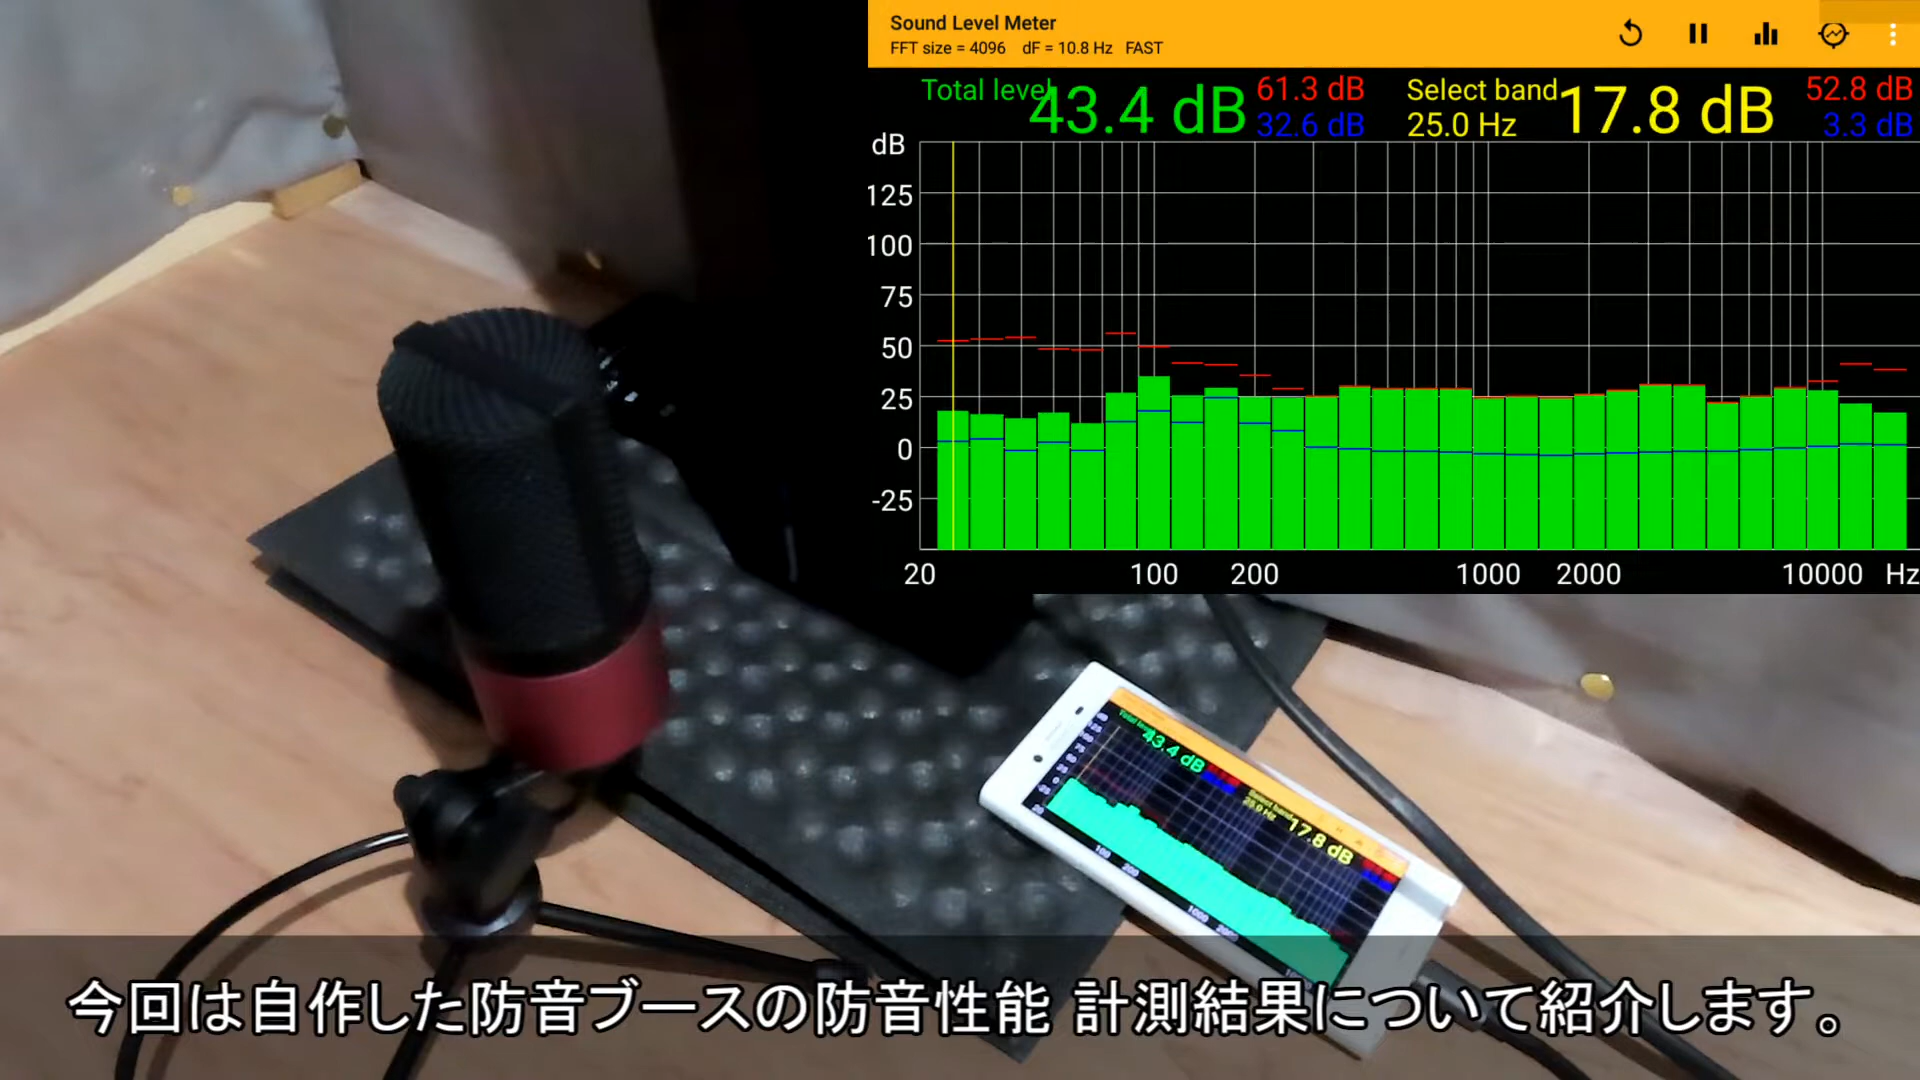 Sound Level Meter
FFT size = 4096 dF = 10.8 Hz FAST
Total level 43.4 dB 61.3 dB 32.6 dB
Select band 25.0 Hz 17.8 dB 52.8 dB 3.3 dB
dB
125
100
75
50
25
0
-25
20 100 200 1000 2000 10000 Hz
43.4 dB
17.8 dB
100
200
1000
今回は自作した防音ブースの防音性能 計測結果について紹介します。